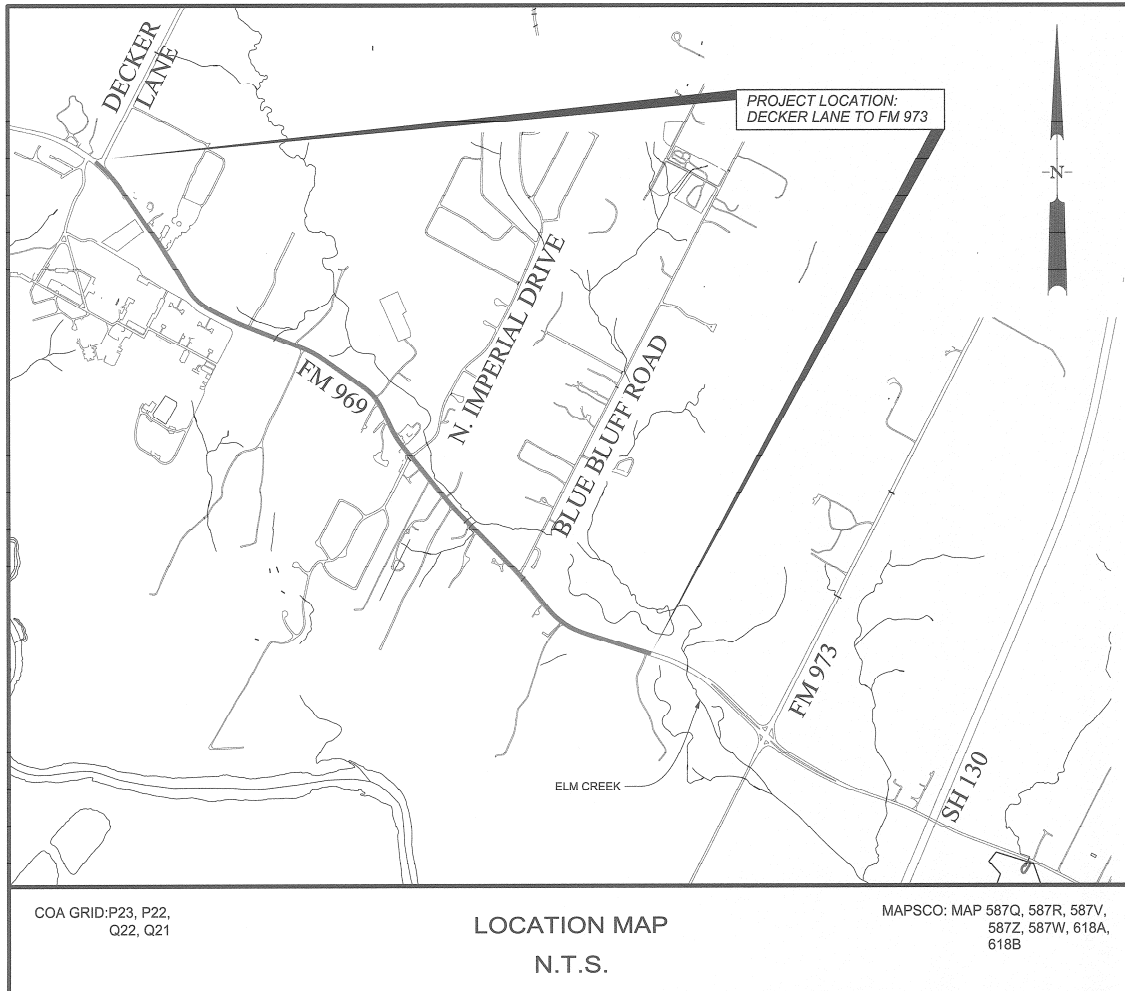 DECKER
LANE
PROJECT LOCATION:
DECKER LANE TO FM 973
N
N. IMPERIAL DRIVE
FM 969
BLUE BLUFF ROAD
FM 973
ELM CREEK
SH 130
COA GRID:P23, P22,
Q22, Q21
LOCATION MAP
N.T.S.
MAPSCO: MAP 587Q, 587R, 587V,
587Z, 587W, 618A,
618B